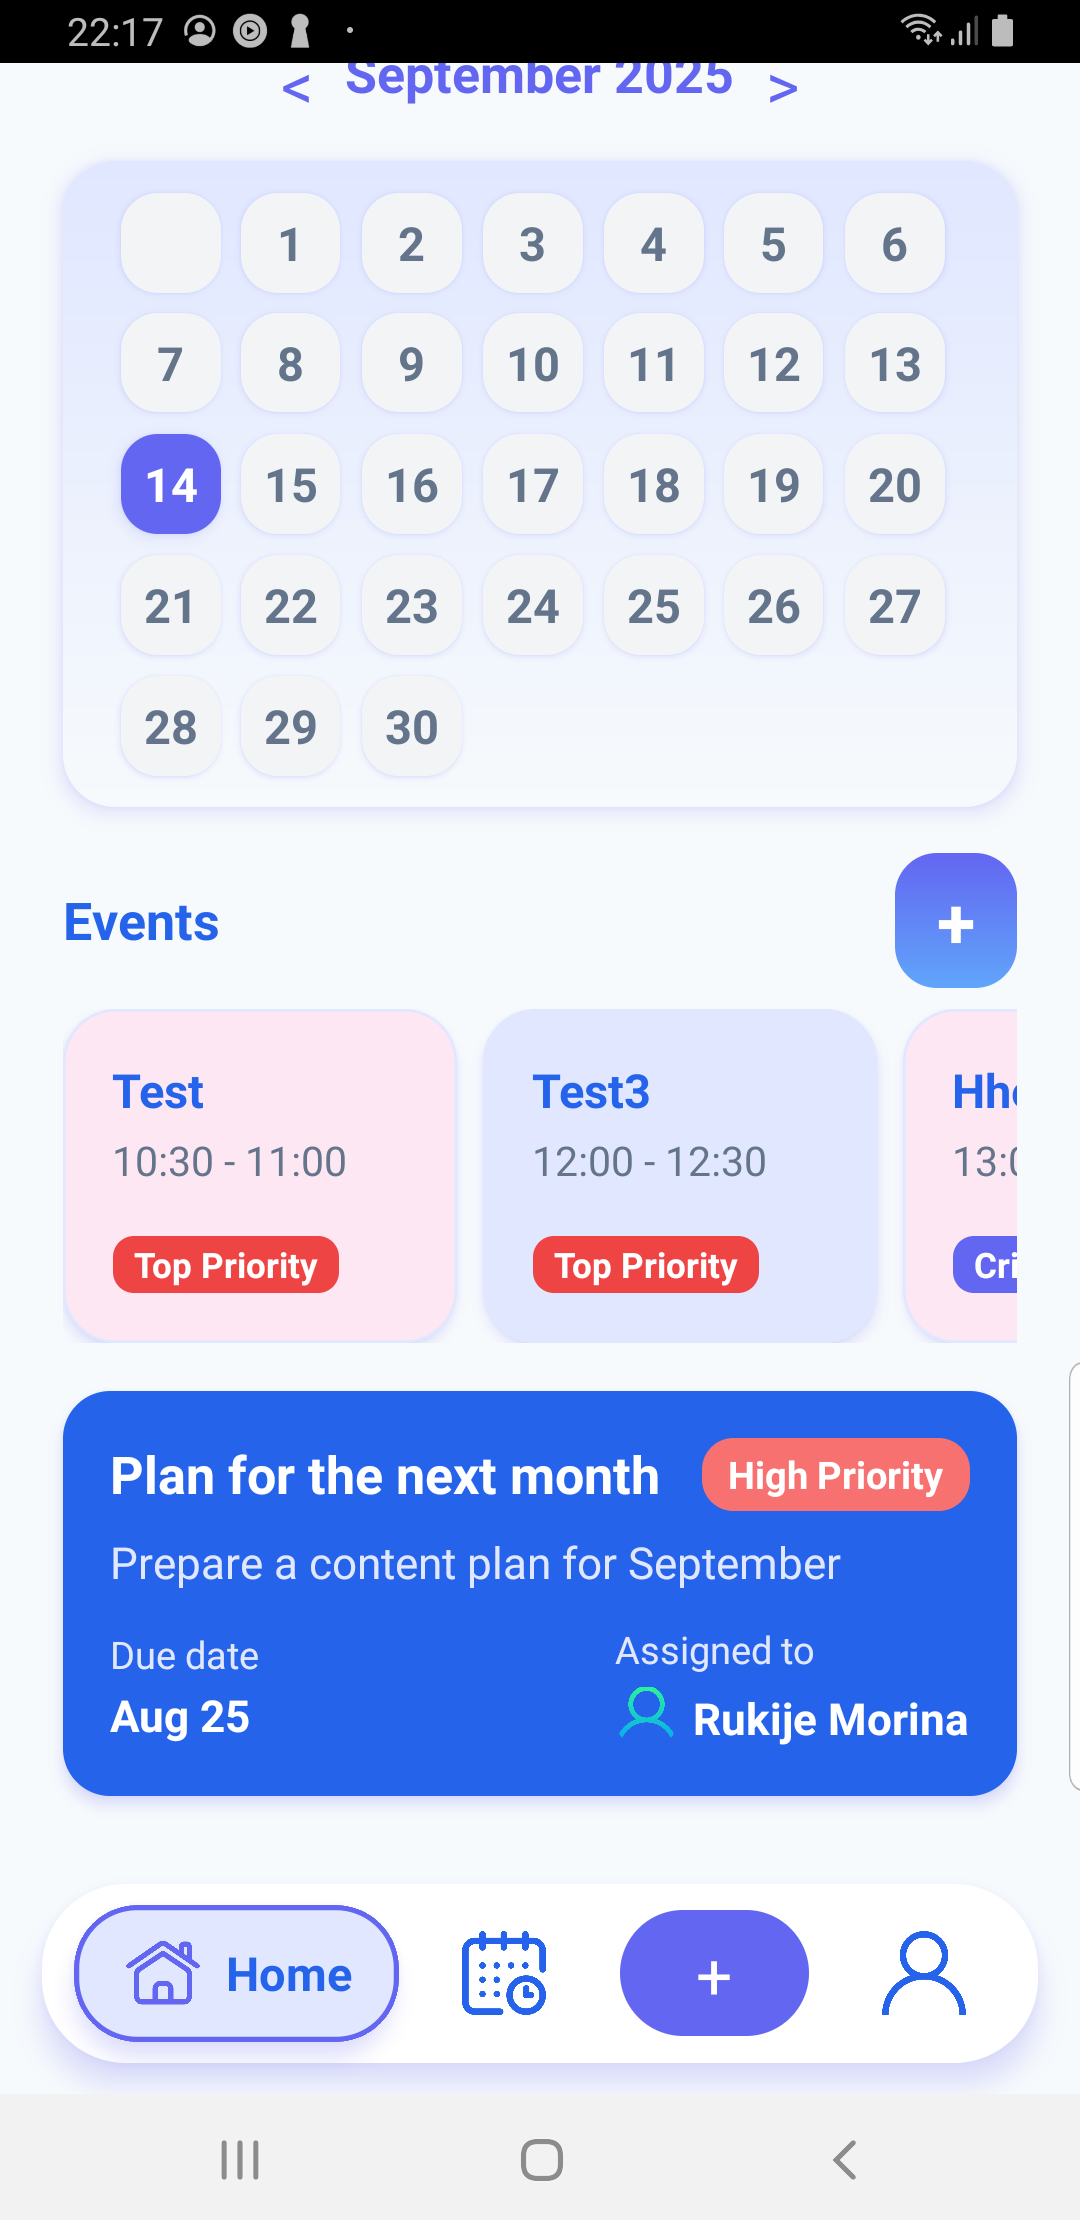 22:17
< September 2025 >
1 2 3 4 5 6
7 8 9 10 11 12 13
14 15 16 17 18 19 20
21 22 23 24 25 26 27
28 29 30
Events +
Test Test3
10:30 - 11:00 12:00 - 12:30
Top Priority Top Priority
Plan for the next month High Priority
Prepare a content plan for September
Due date Assigned to
Aug 25 Rukije Morina
Home +